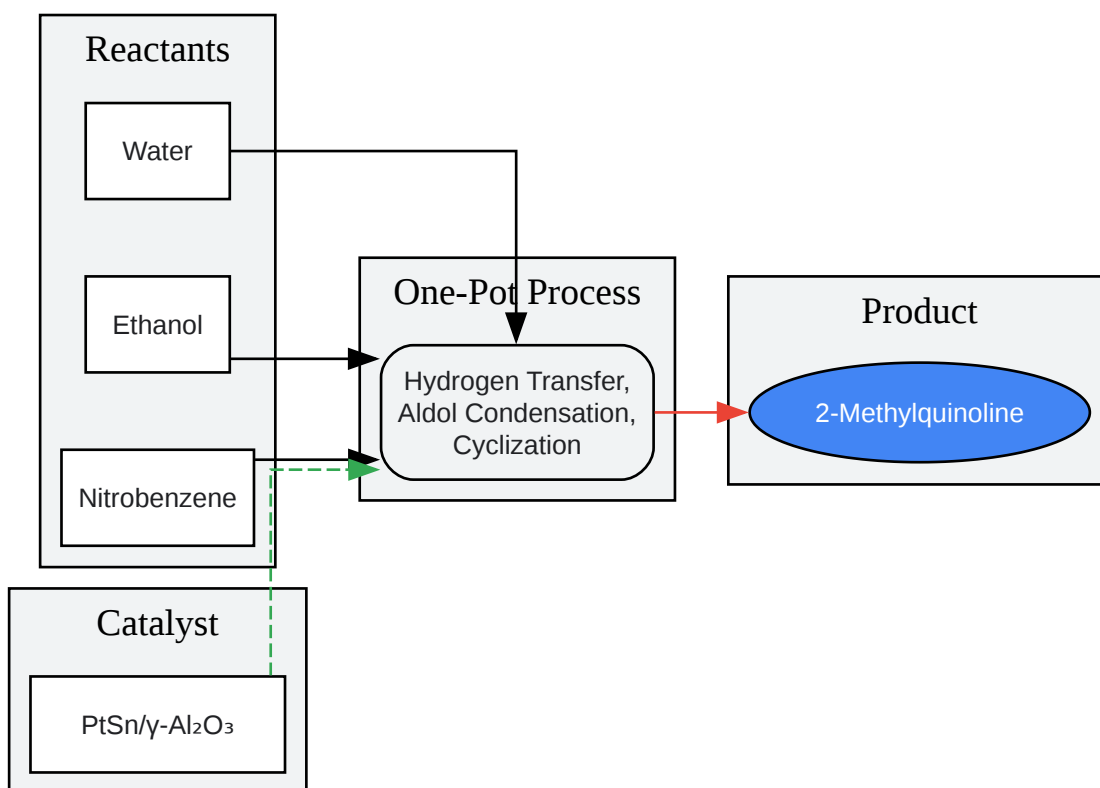 Reactants
Water
Ethanol
Nitrobenzene
Catalyst
PtSn/γ-Al₂O₃
One-Pot Process
Hydrogen Transfer,
Aldol Condensation,
Cyclization
Product
2-Methylquinoline